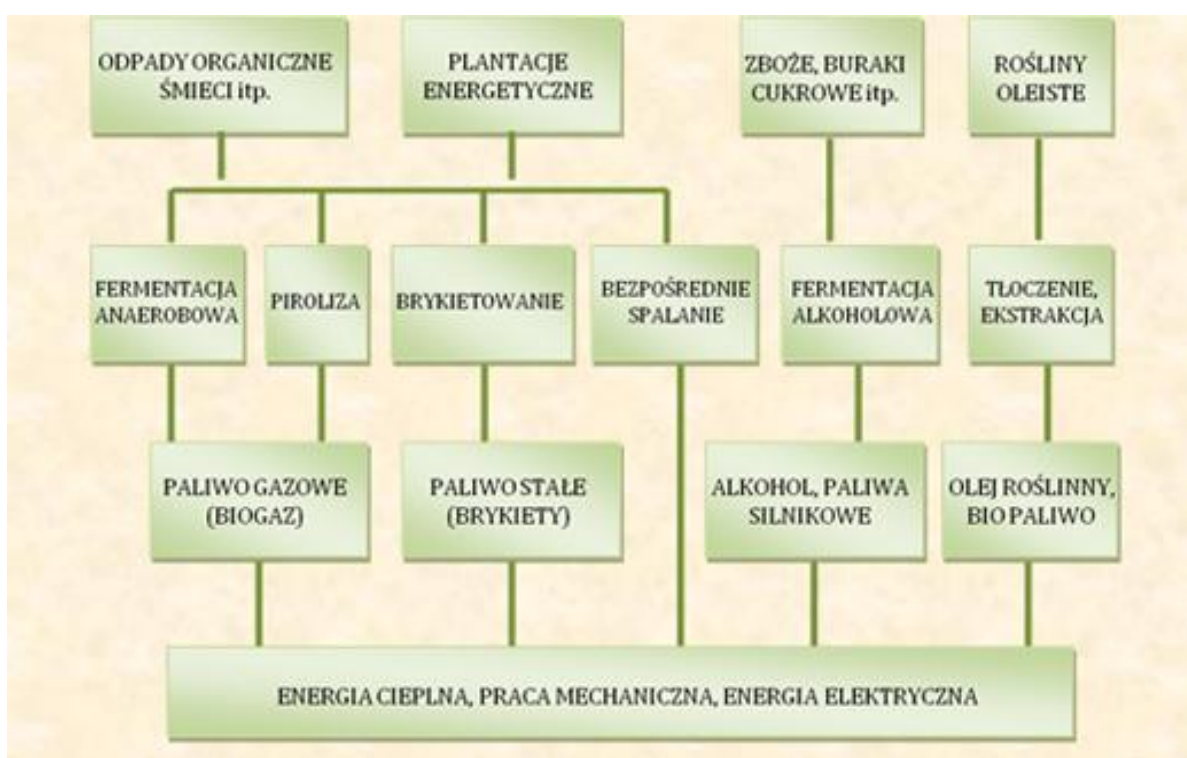 ODPADY ORGANICZNE
ŚMIECI itp.
PLANTACJE
ENERGETYCZNE
ZBOŻE, BURAKI
CUKROWE itp.
ROŚLINY
OLEISTE
FERMENTACJA
ANAEROBOWA
PIROLIZA
BRYKIETOWANIE
BEZPOŚREDNIE
SPALANIE
FERMENTACJA
ALKOHOLOWA
TŁOCZENIE,
EKSTRAKCJA
PALIWO GAZOWE
(BIOGAZ)
PALIWO STAŁE
(BRYKIETY)
ALKOHOL, PALIWA
SILNIKOWE
OLEJ ROŚLINNY,
BIO PALIWO
ENERGIA CIEPLNA, PRACA MECHANICZNA, ENERGIA ELEKTRYCZNA